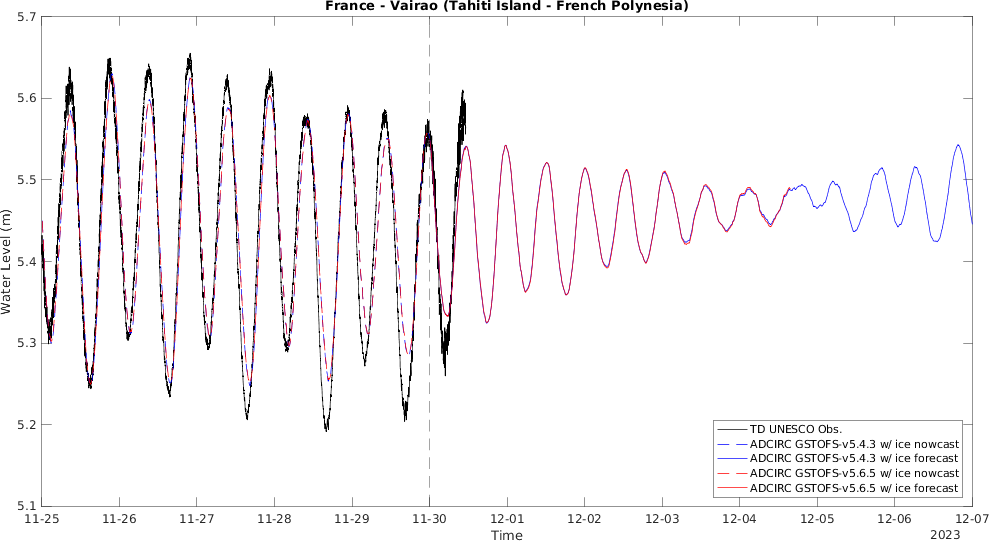 France - Vairao (Tahiti Island - French Polynesia)
5.7
5.6
5.5
5.4
5.3
5.2
5.1
Water Level (m)
TD UNESCO Obs.
ADCIRC GSTOFS-v5.4.3 w/ ice nowcast
ADCIRC GSTOFS-v5.4.3 w/ ice forecast
ADCIRC GSTOFS-v5.6.5 w/ ice nowcast
ADCIRC GSTOFS-v5.6.5 w/ ice forecast
11-25 11-26 11-27 11-28 11-29 11-30 12-01 12-02 12-03 12-04 12-05 12-06 12-07
Time
2023